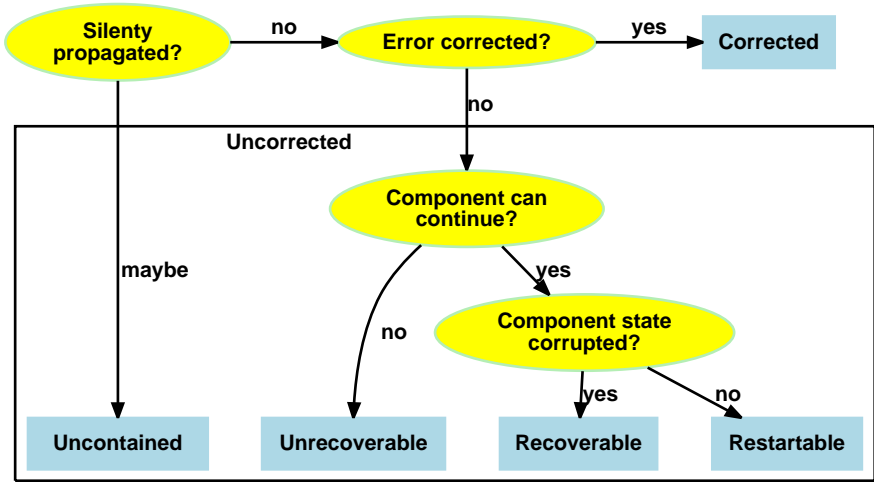 Silenty
propagated?
no
Error corrected?
yes
Corrected
no
Uncorrected
Component can
continue?
maybe
yes
no
Component state
corrupted?
yes
no
Uncontained
Unrecoverable
Recoverable
Restartable